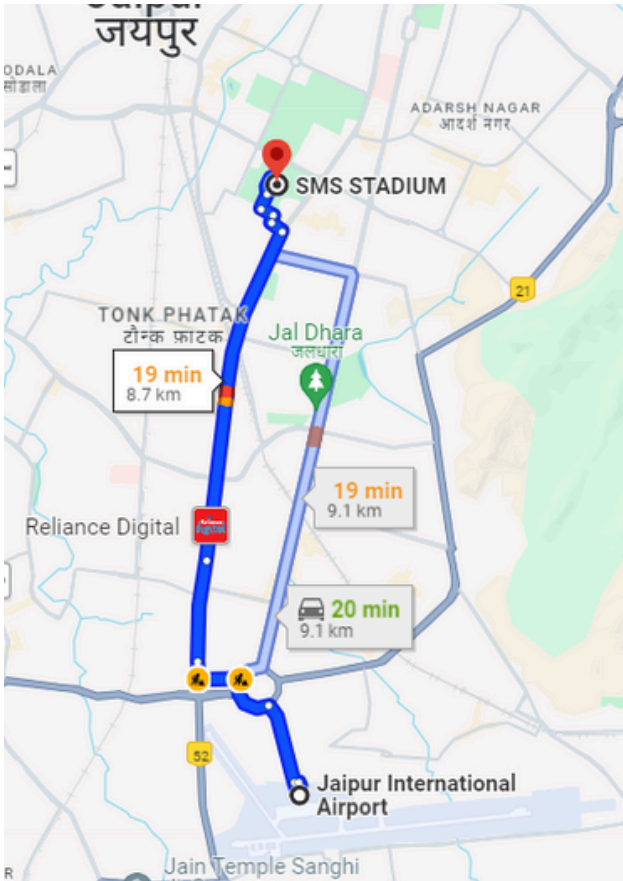 जयपुर
ODALA
सोडाला
ADARSH NAGAR
आदर्श नगर
SMS STADIUM
21
TONK PHATAK
टौन्क फ़ाटक
Jal Dhara
जलधारा
19 min
8.7 km
19 min
9.1 km
Reliance Digital
20 min
9.1 km
52
Jaipur International
Airport
R
Jain Temple Sanghi